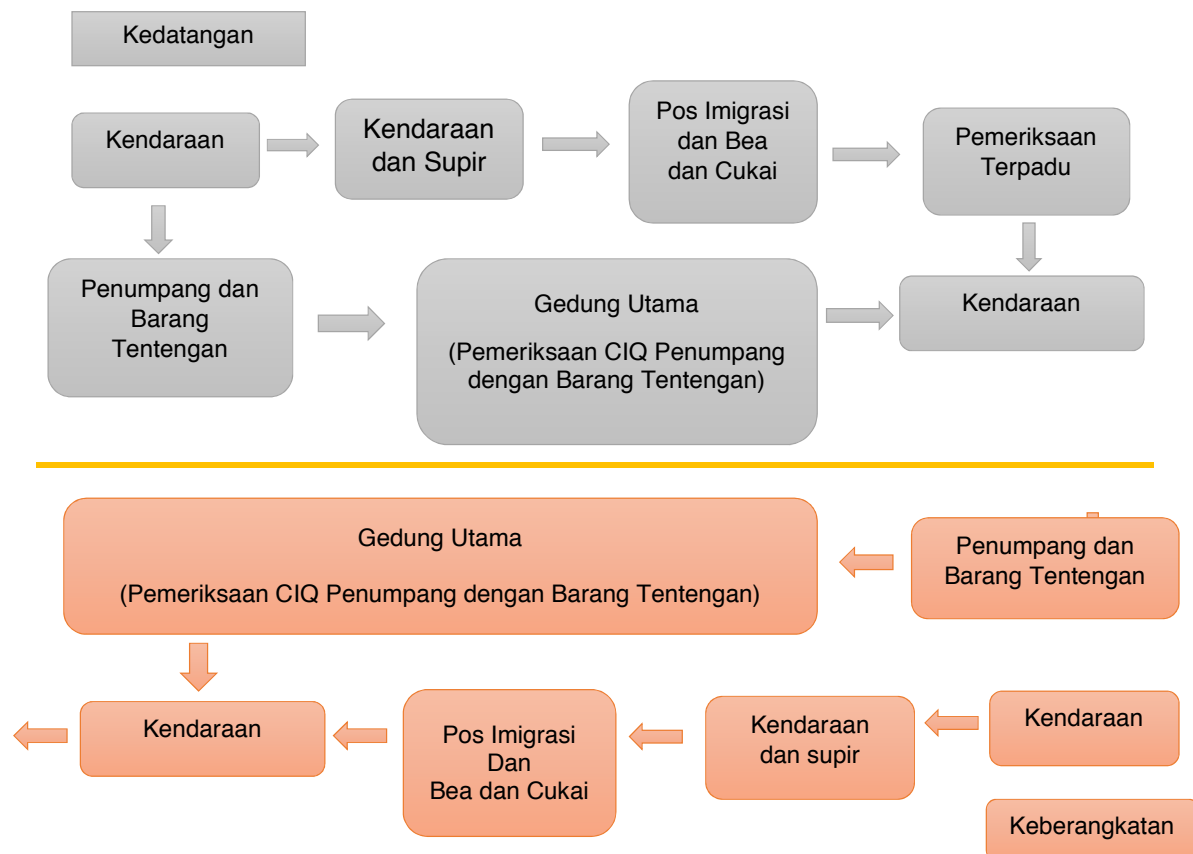 Kedatangan
Kendaraan
Kendaraan
dan Supir
Pos Imigrasi
dan Bea
dan Cukai
Pemeriksaan
Terpadu
Penumpang dan
Barang
Tentengan
Gedung Utama
(Pemeriksaan CIQ Penumpang
dengan Barang Tentengan)
Kendaraan
Gedung Utama
(Pemeriksaan CIQ Penumpang dengan Barang Tentengan)
Penumpang dan
Barang Tentengan
Kendaraan
Pos Imigrasi
Dan
Bea dan Cukai
Kendaraan
dan supir
Kendaraan
Keberangkatan